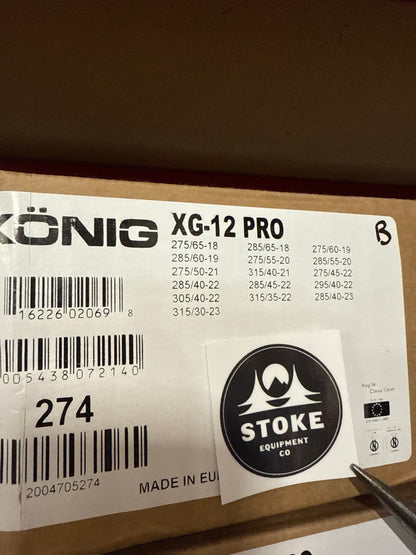 KÖNIG XG-12 PRO B
275/65-18 285/65-18 275/60-19
285/60-19 275/55-20 285/55-20
275/50-21 315/40-21 275/45-22
285/40-22 285/45-22 295/40-22
305/40-22 315/35-22 285/40-23
315/30-23
16226 02069 8
005438 072140
274
2004705274
MADE IN EU
STOKE
EQUIPMENT
CO